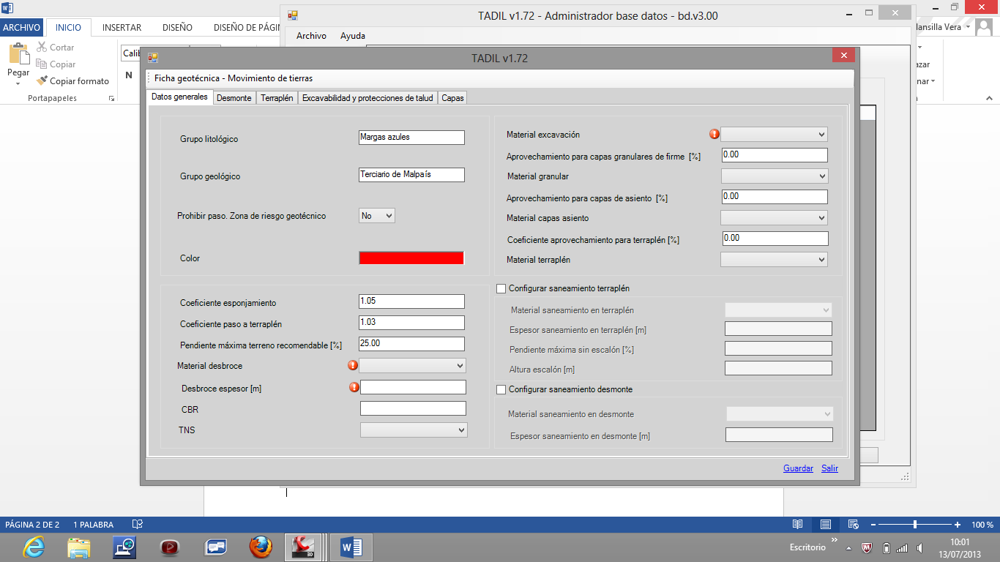 TADIL v1.72 - Administrador base datos - bd.v3.00
ARCHIVO INICIO INSERTAR DISEÑO DISEÑO DE PÁGIN
Archivo Ayuda
ansilla Vera
Pegar
Cortar
Copiar
Copiar formato
Portapapeles
Calib
N
TADIL v1.72
Ficha geotécnica - Movimiento de tierras
Datos generales Desmonte Terraplén Excavabilidad y protecciones de talud Capas
Grupo litológico Margas azules
Grupo geológico Terciario de Malpaís
Prohibir paso. Zona de riesgo geotécnico No
Color
Coeficiente esponjamiento 1.05
Coeficiente paso a terraplén 1.03
Pendiente máxima terreno recomendable [%] 25.00
Material desbroce
Desbroce espesor [m]
CBR
TNS
Material excavación
Aprovechamiento para capas granulares de firme [%] 0.00
Material granular
Aprovechamiento para capas de asiento [%] 0.00
Material capas asiento
Coeficiente aprovechamiento para terraplén [%] 0.00
Material terraplén
Configurar saneamiento terraplén
Material saneamiento en terraplén
Espesor saneamiento en terraplén [m]
Pendiente máxima sin escalón [%]
Altura escalón [m]
Configurar saneamiento desmonte
Material saneamiento en desmonte
Espesor saneamiento en desmonte [m]
Guardar Salir
zar
nar
PÁGINA 2 DE 2 1 PALABRA 100 %
3D
Escritorio
10:01
13/07/2013